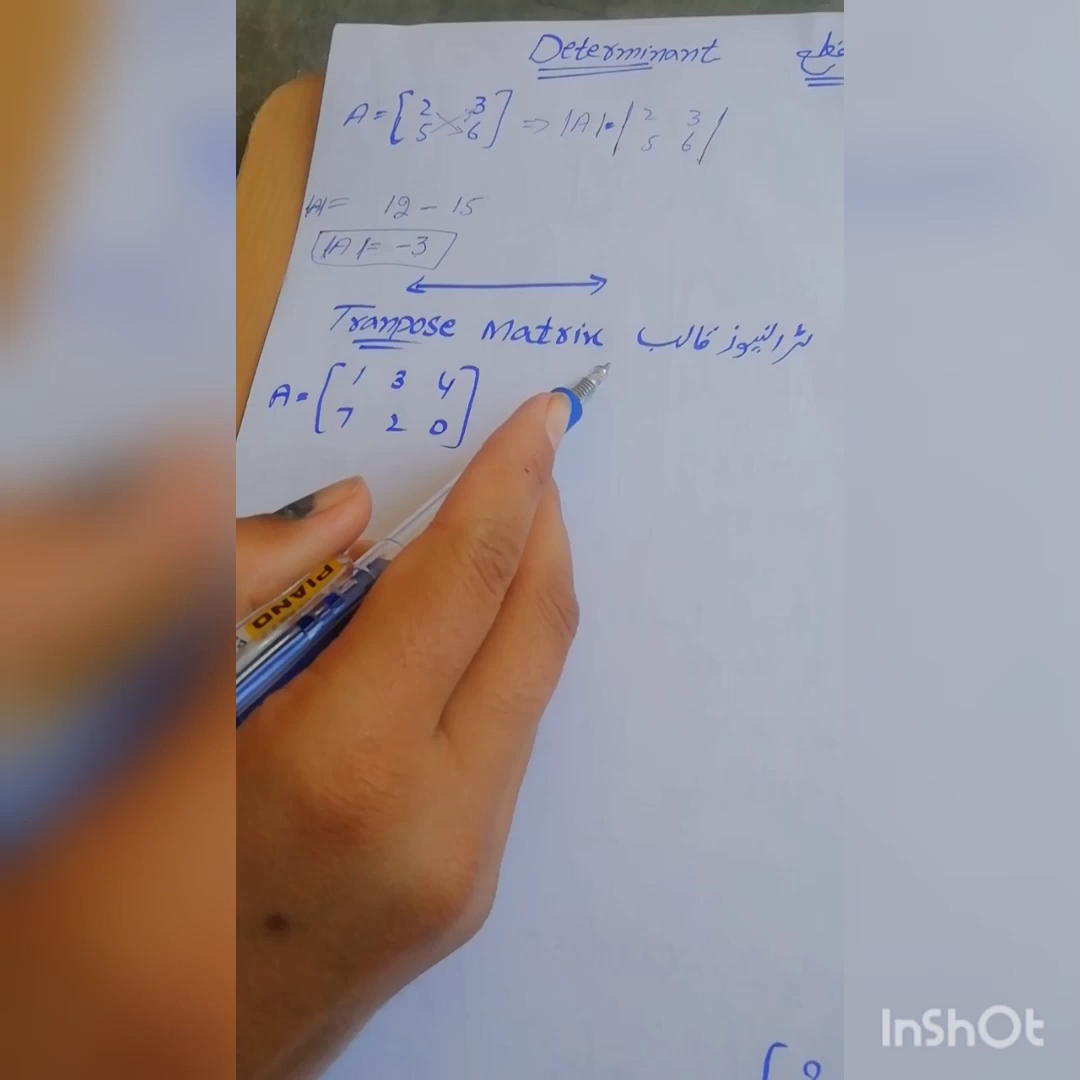 Determinant
A = [ 2 3 5 6 ] => |A| = | 2 3 5 6 |
|A| = 12 - 15
|A| = -3
Tranpose Matrix ٹرانسپوز قالب
A = [ 1 3 4 7 2 0 ]
PIANO
InShOt